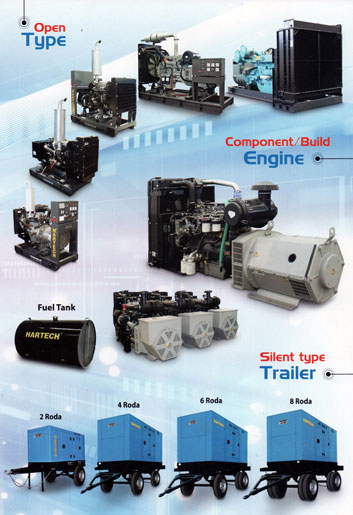 Open
Type
Component/Build
Engine
Fuel Tank
HARTECH
Silent type
Trailer
2 Roda
4 Roda
6 Roda
8 Roda